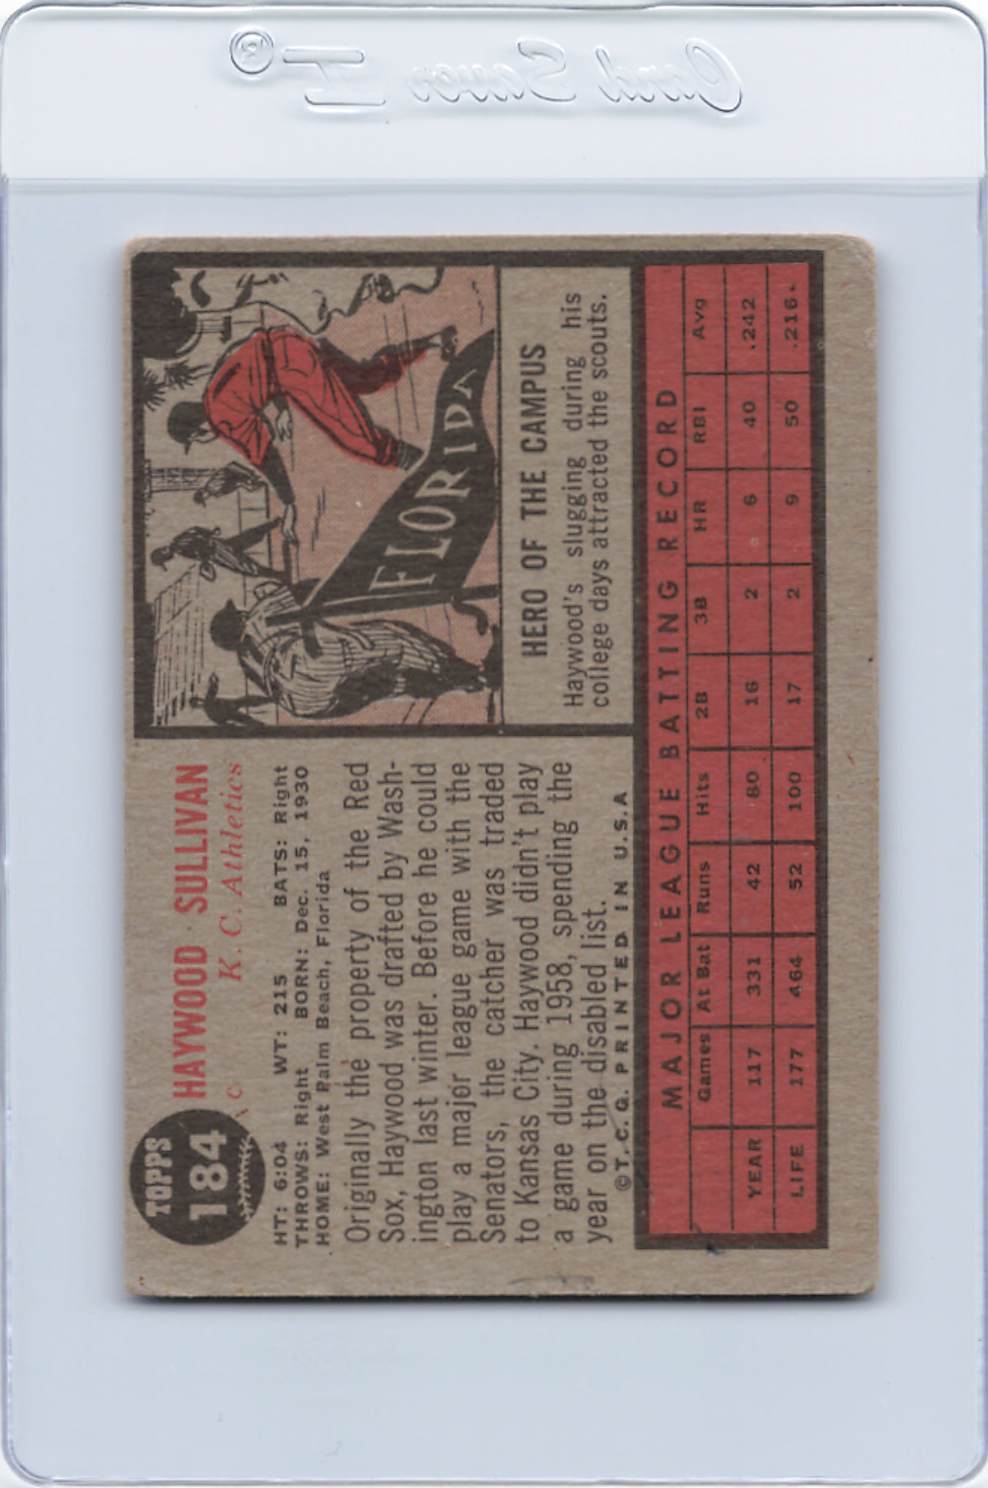 Card Saver II®
TOPPS
184
HAYWOOD · SULLIVAN
c K. C. Athletics
HT: 6:04 WT: 215 BATS: Right
THROWS: Right BORN: Dec. 15, 1930
HOME: West Palm Beach, Florida
Originally the property of the Red
Sox, Haywood was drafted by Wash-
ington last winter. Before he could
play a major league game with the
Senators, the catcher was traded
to Kansas City. Haywood didn't play
a game during 1958, spending the
year on the disabled list.
©T.C.G. PRINTED IN U.S.A
FLORIDA
HERO OF THE CAMPUS
Haywood's slugging during his
college days attracted the scouts.
MAJOR LEAGUE BATTING RECORD
Games At Bat Runs Hits 2B 3B HR RBI Avg
YEAR 117 331 42 80 16 2 6 40 .242
LIFE 177 464 52 100 17 2 9 50 .216